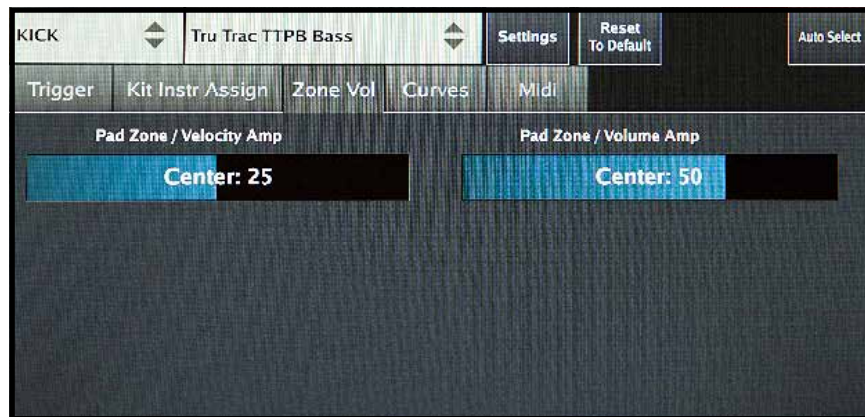 KICK
Tru Trac TTPB Bass
Settings
Reset
To Default
Auto Select
Trigger
Kit Instr Assign
Zone Vol
Curves
Midi
Pad Zone / Velocity Amp
Pad Zone / Volume Amp
Center: 25
Center: 50